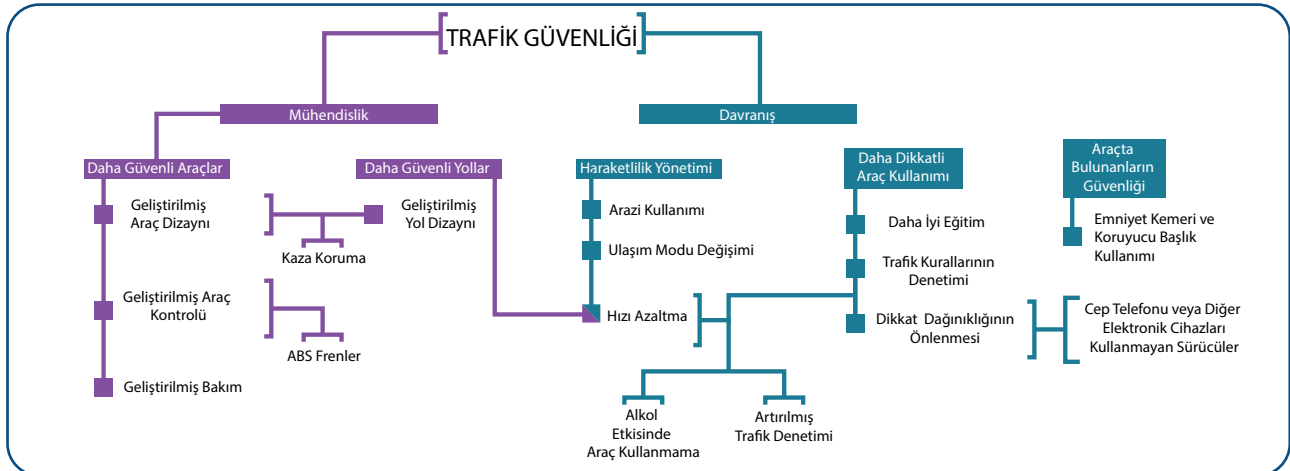 TRAFİK GÜVENLİĞİ
Mühendislik
Davranış
Daha Güvenli Araçlar
Geliştirilmiş
Araç Dizaynı
Kaza Koruma
Geliştirilmiş Araç
Kontrolü
ABS Frenler
Geliştirilmiş Bakım
Daha Güvenli Yollar
Geliştirilmiş
Yol Dizaynı
Haraketlilik Yönetimi
Arazi Kullanımı
Ulaşım Modu Değişimi
Hızı Azaltma
Daha Dikkatli
Araç Kullanımı
Daha İyi Eğitim
Trafik Kurallarının
Denetimi
Dikkat Dağınıklığının
Önlenmesi
Alkol
Etkisinde
Araç Kullanmama
Artırılmış
Trafik Denetimi
Araçta
Bulunanların
Güvenliği
Emniyet Kemeri ve
Koruyucu Başlık
Kullanımı
Cep Telefonu veya Diğer
Elektronik Cihazları
Kullanmayan Sürücüler